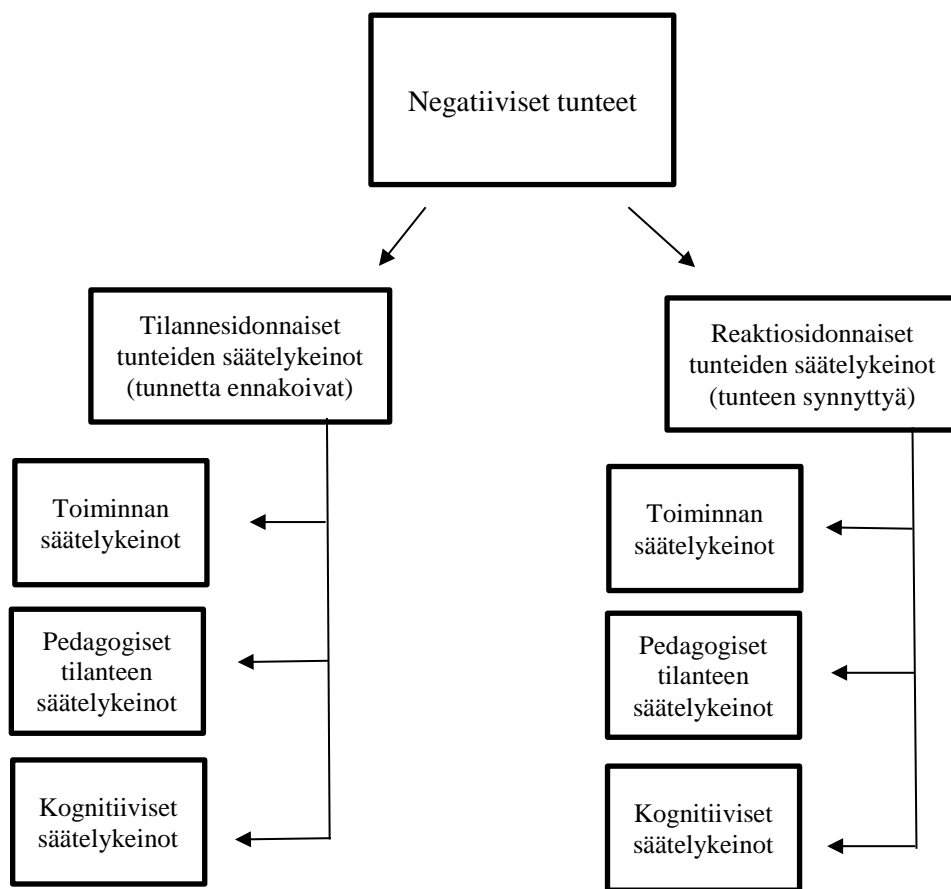 Negatiiviset tunteet
Tilannesidonnaiset
tunteiden säätelykeinot
(tunnetta ennakoivat)
Reaktiosidonnaiset
tunteiden säätelykeinot
(tunteen synnyttyä)
Toiminnan
säätelykeinot
Pedagogiset
tilanteen
säätelykeinot
Kognitiiviset
säätelykeinot
Toiminnan
säätelykeinot
Pedagogiset
tilanteen
säätelykeinot
Kognitiiviset
säätelykeinot